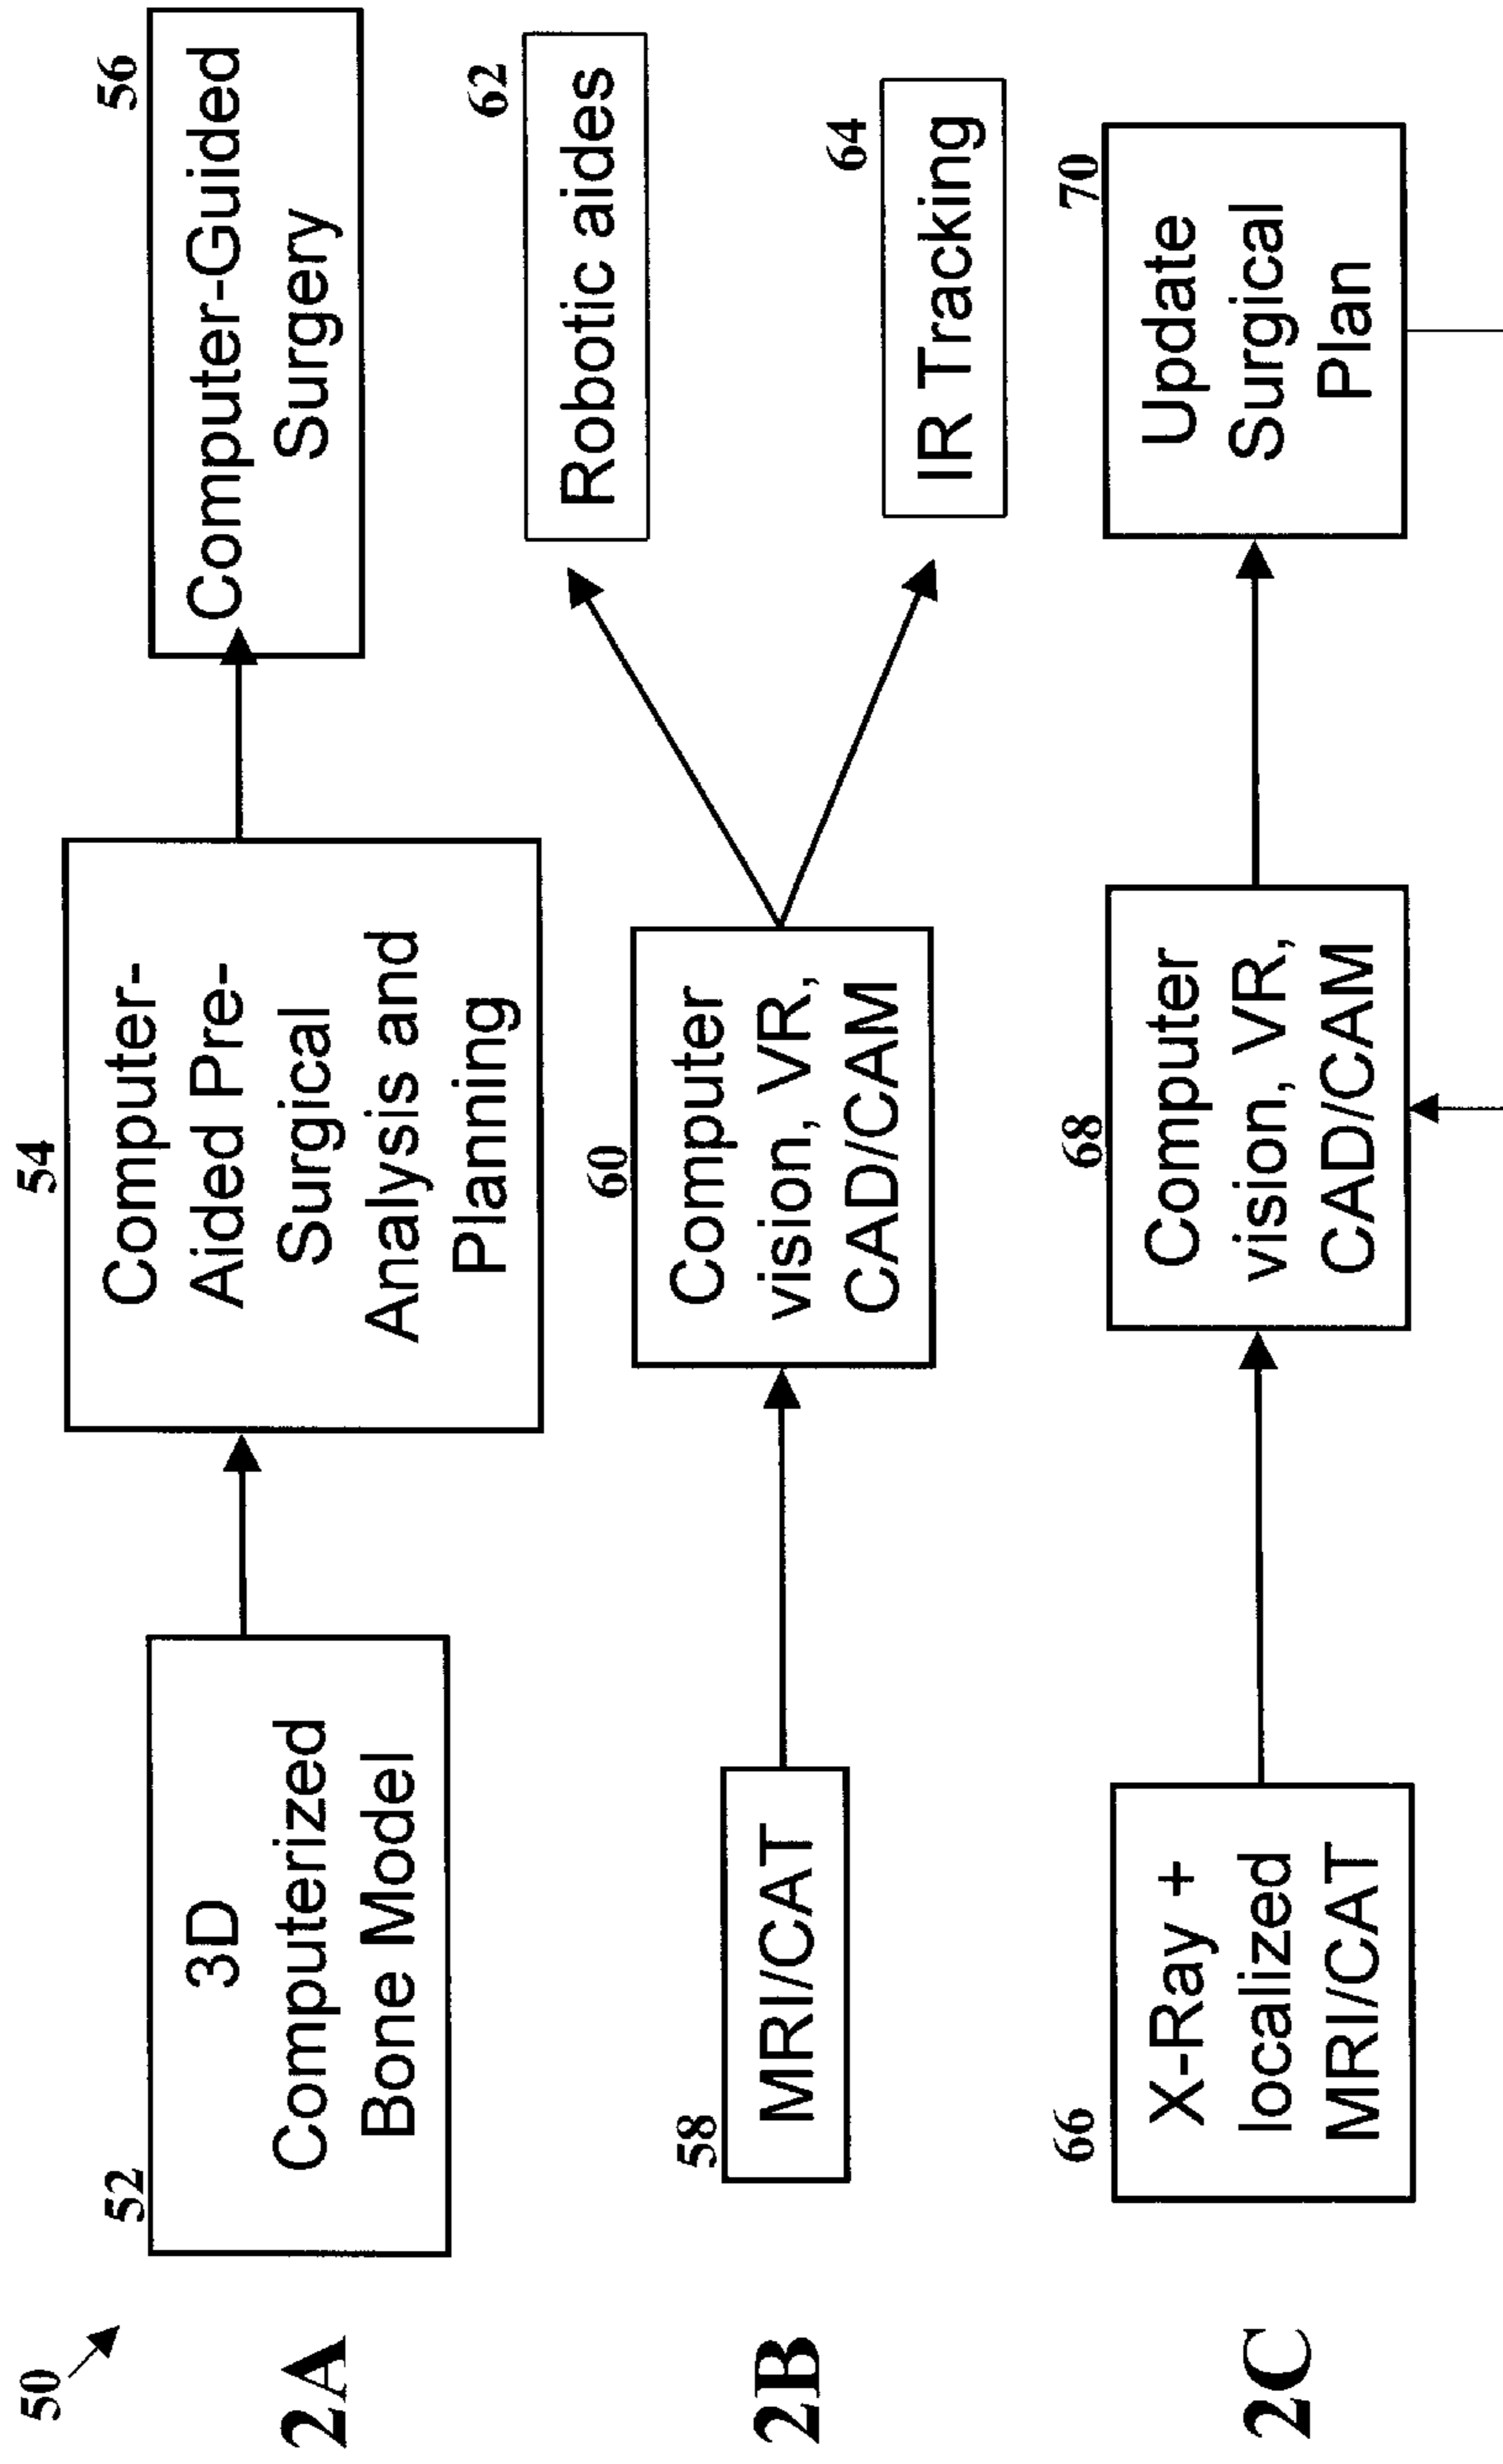 50
2A
52
3D
Computerized
Bone Model
54
Computer-
Aided Pre-
Surgical
Analysis and
Planning
56
Computer-Guided
Surgery
2B
58
MRI/CAT
60
Computer
vision, VR,
CAD/CAM
62
Robotic aides
64
IR Tracking
2C
66
X-Ray +
localized
MRI/CAT
68
Computer
vision, VR,
CAD/CAM
70
Update
Surgical
Plan